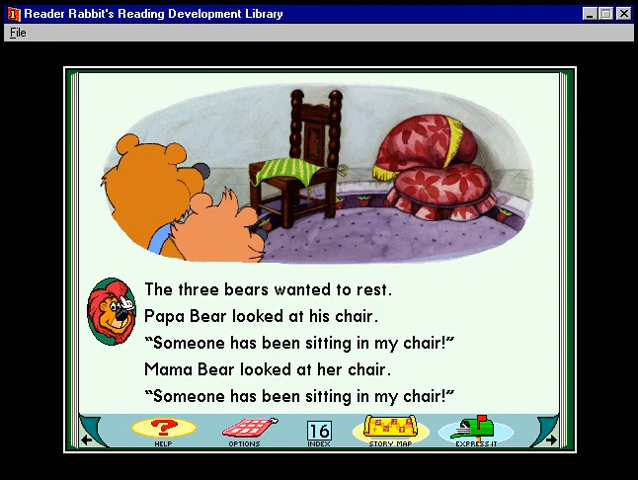 Reader Rabbit's Reading Development Library
File
The three bears wanted to rest.
Papa Bear looked at his chair.
“Someone has been sitting in my chair!”
Mama Bear looked at her chair.
“Someone has been sitting in my chair!”
HELP
OPTIONS
16
INDEX
STORY MAP
EXPRESS IT